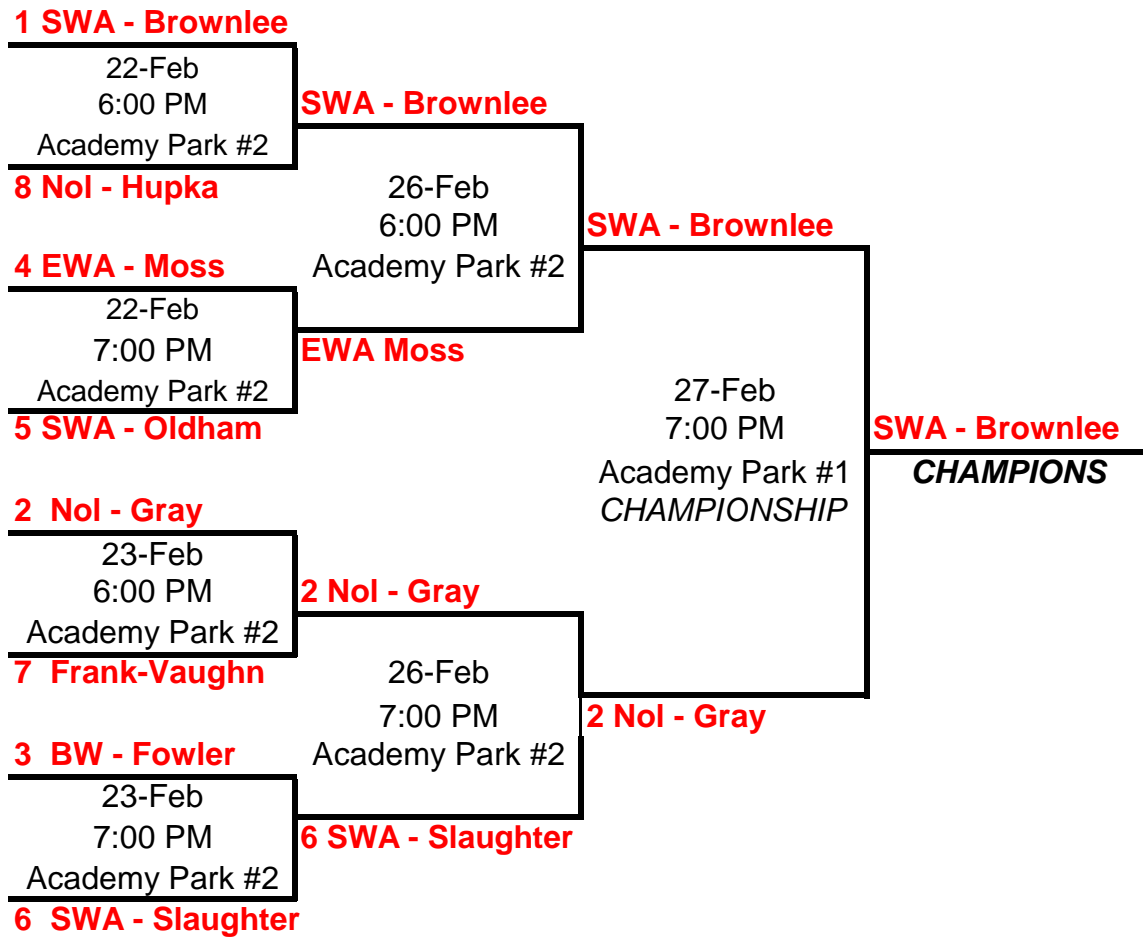 1 SWA - Brownlee
22-Feb
6:00 PM
Academy Park #2
8 Nol - Hupka
SWA - Brownlee
26-Feb
6:00 PM
Academy Park #2
EWA Moss
4 EWA - Moss
22-Feb
7:00 PM
Academy Park #2
5 SWA - Oldham
SWA - Brownlee
27-Feb
7:00 PM
Academy Park #1
CHAMPIONSHIP
SWA - Brownlee
CHAMPIONS
2 Nol - Gray
23-Feb
6:00 PM
Academy Park #2
7 Frank-Vaughn
2 Nol - Gray
26-Feb
7:00 PM
Academy Park #2
6 SWA - Slaughter
2 Nol - Gray
3 BW - Fowler
23-Feb
7:00 PM
Academy Park #2
6 SWA - Slaughter